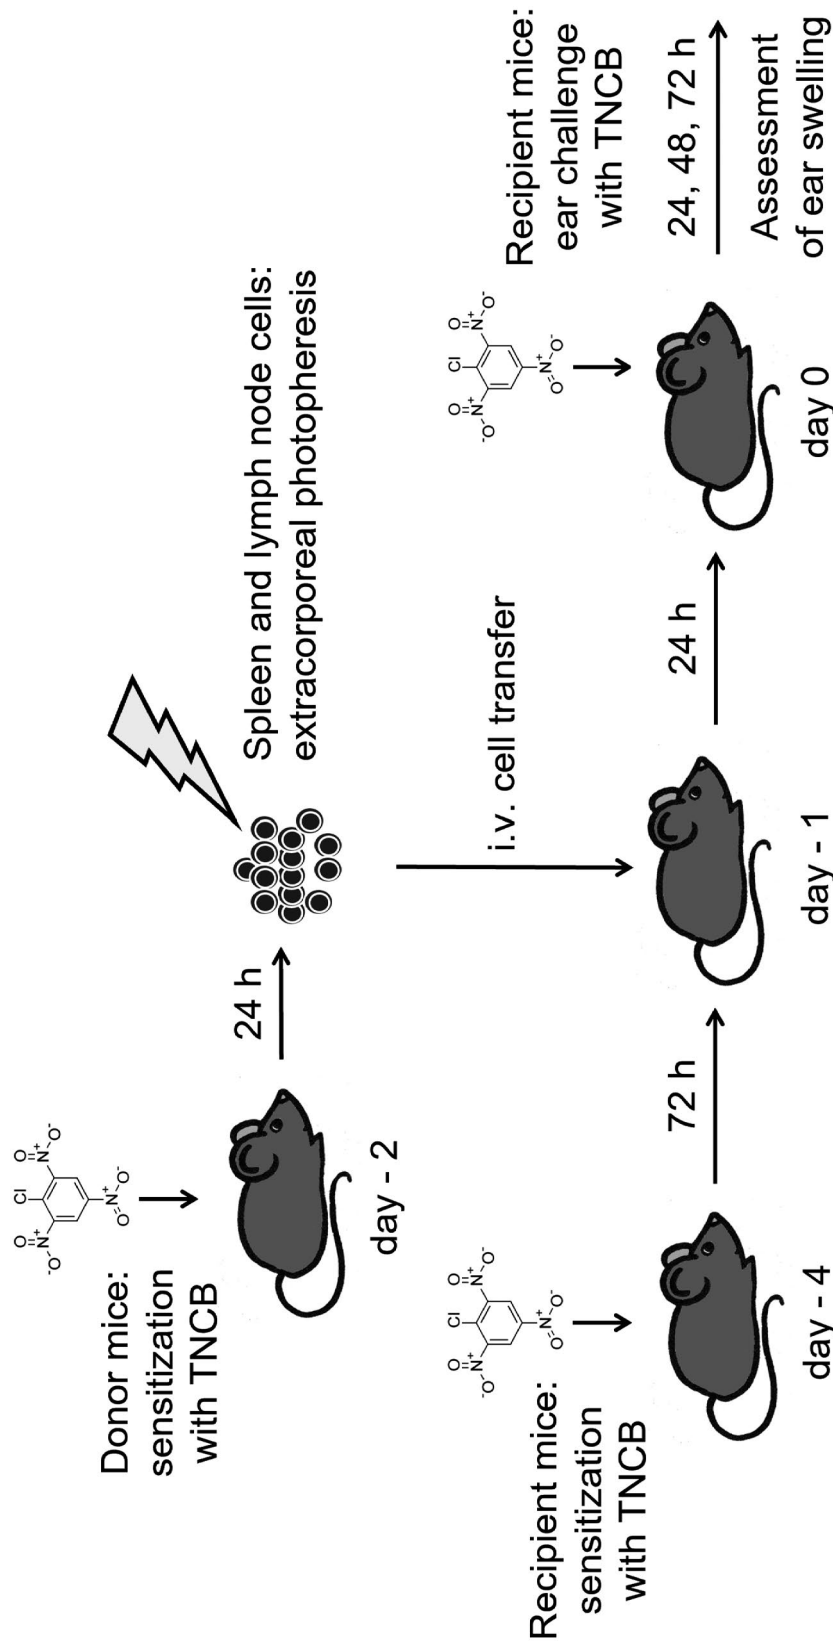 Donor mice:
sensitization
with TNCB
Cl
O
N+
O-
O
N+
O-
O
N+
O-
day - 2
24 h
Spleen and lymph node cells:
extracorporeal photopheresis
i.v. cell transfer
Recipient mice:
sensitization
with TNCB
Cl
O
N+
O-
O
N+
O-
O
N+
O-
day - 4
72 h
day - 1
24 h
Recipient mice:
ear challenge
with TNCB
Cl
O
N+
O-
O
N+
O-
O
N+
O-
day 0
24, 48, 72 h
Assessment
of ear swelling